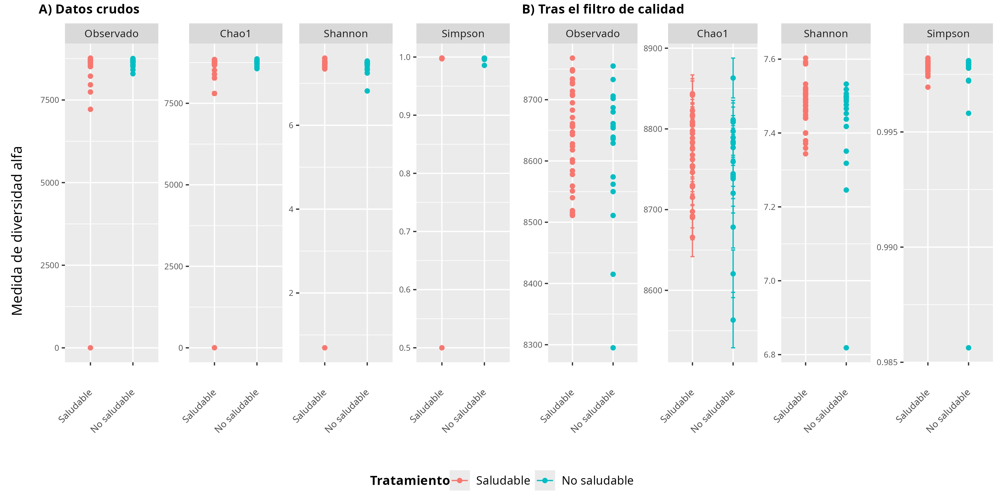 A) Datos crudos
B) Tras el filtro de calidad
Observado
Chao1
Shannon
Simpson
Observado
Chao1
Shannon
Simpson
Medida de diversidad alfa
7500
5000
2500
0
7500
5000
2500
0
6
4
2
1.0
0.9
0.8
0.7
0.6
0.5
8700
8600
8500
8400
8300
8900
8800
8700
8600
7.6
7.4
7.2
7.0
6.8
0.995
0.990
0.985
Saludable
No saludable
Saludable
No saludable
Saludable
No saludable
Saludable
No saludable
Saludable
No saludable
Saludable
No saludable
Saludable
No saludable
Saludable
No saludable
Tratamiento Saludable No saludable